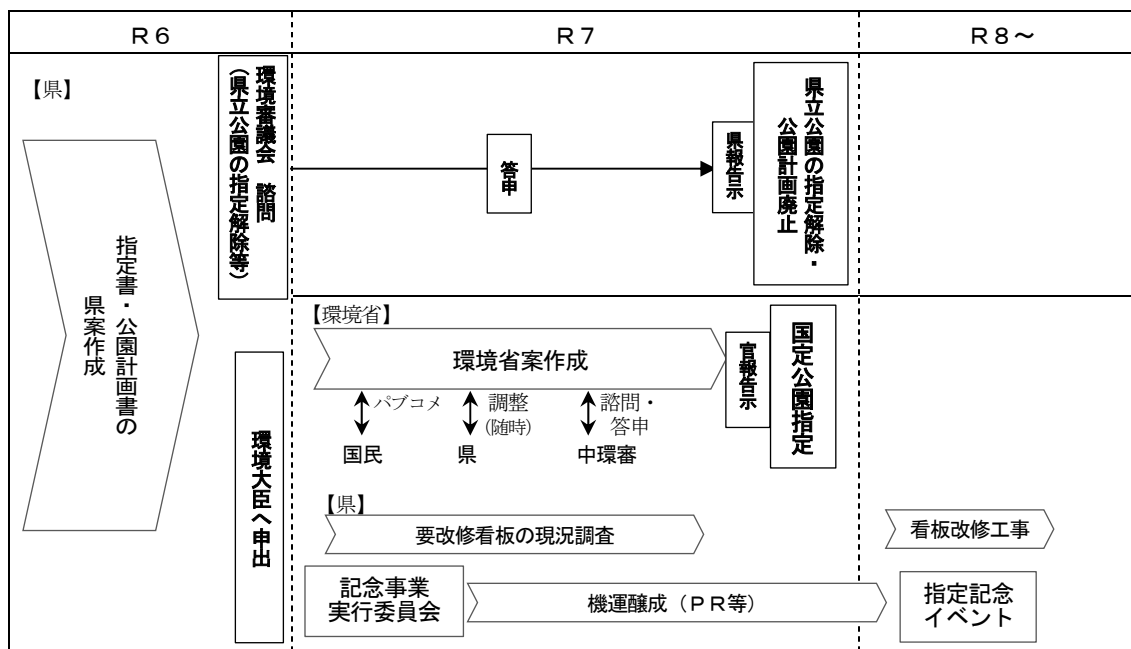 R6
R7
R8～
【県】
指定書・公園計画書の
県案作成
環境審議会 諮問
（県立公園の指定解除等）
答申
県報告示
県立公園の指定解除・
公園計画廃止
環境大臣へ申出
【環境省】
環境省案作成
官報告示
国定公園指定
パブコメ
調整
(随時)
諮問・
答申
国民
県
中環審
【県】
要改修看板の現況調査
看板改修工事
記念事業
実行委員会
機運醸成（PR等）
指定記念
イベント